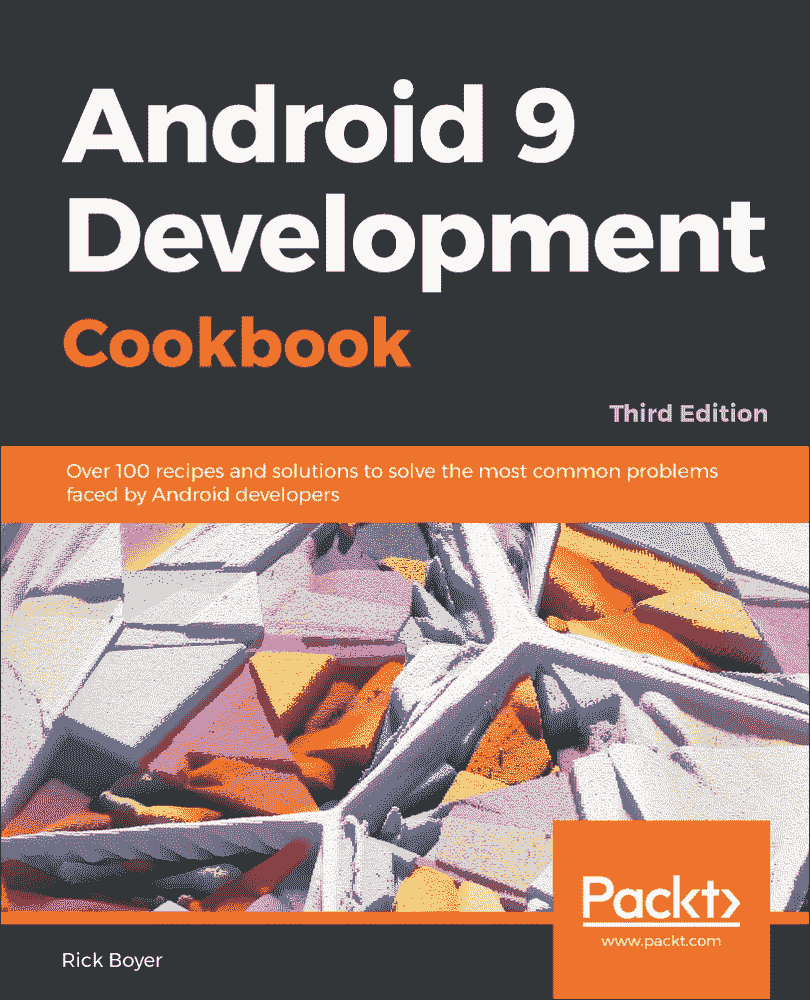 Android 9
Development
Cookbook
Third Edition
Over 100 recipes and solutions to solve the most common problems
faced by Android developers
Packt>
www.packt.com
Rick Boyer